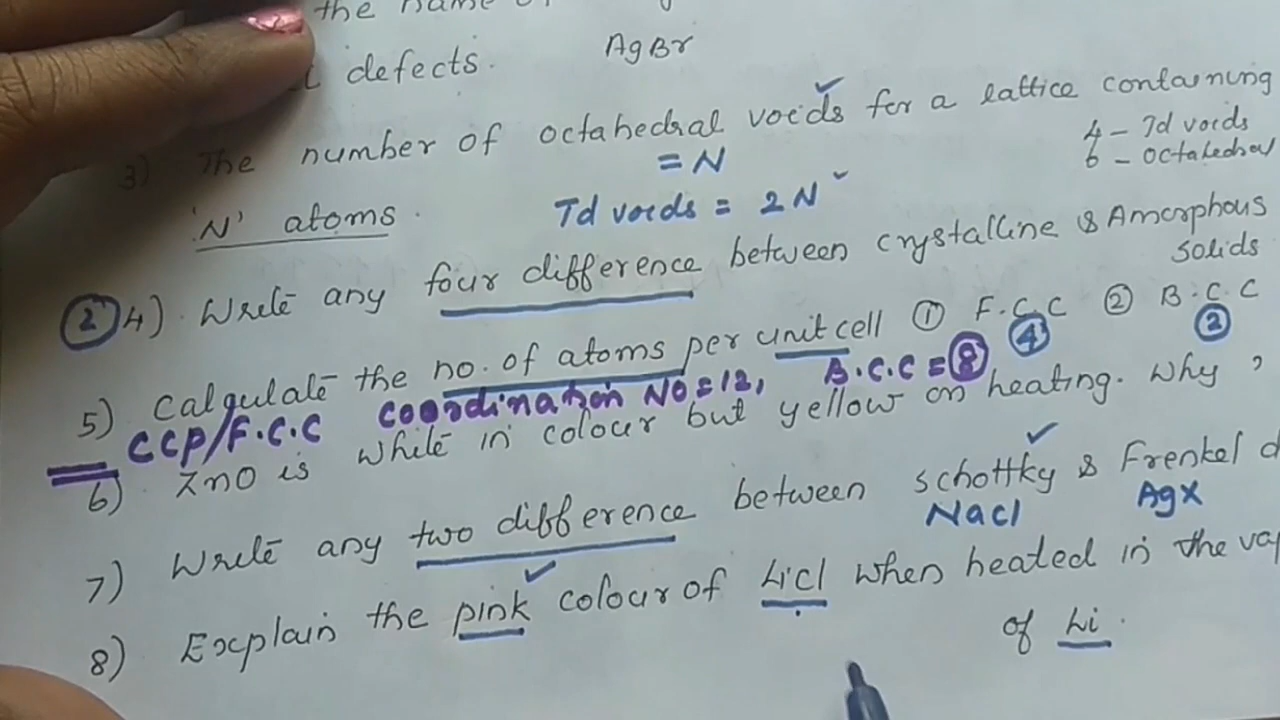 the name of
defects. AgBr
3) The number of octahedral voids for a lattice containing
= N
4 - Td voids
6 - octahedral
'N' atoms.
Td voids = 2N
② 4) Write any four difference between crystalline & Amorphous
solids
5) Calculate the no. of atoms per unit cell ① F.C.C ② B.C.C
④ ②
CCP/F.C.C coordination No = 12, B.C.C = ⑧
6) ZnO is white in colour but yellow on heating. Why,
7) Write any two difference between Schottky & Frenkel d
NaCl AgX
8) Explain the pink colour of LiCl when heated in the vap
of Li.